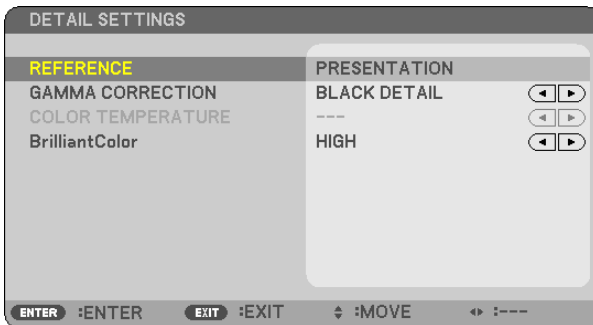 DETAIL SETTINGS
REFERENCE PRESENTATION
GAMMA CORRECTION BLACK DETAIL
COLOR TEMPERATURE ---
BrilliantColor HIGH
ENTER :ENTER EXIT :EXIT :MOVE :---